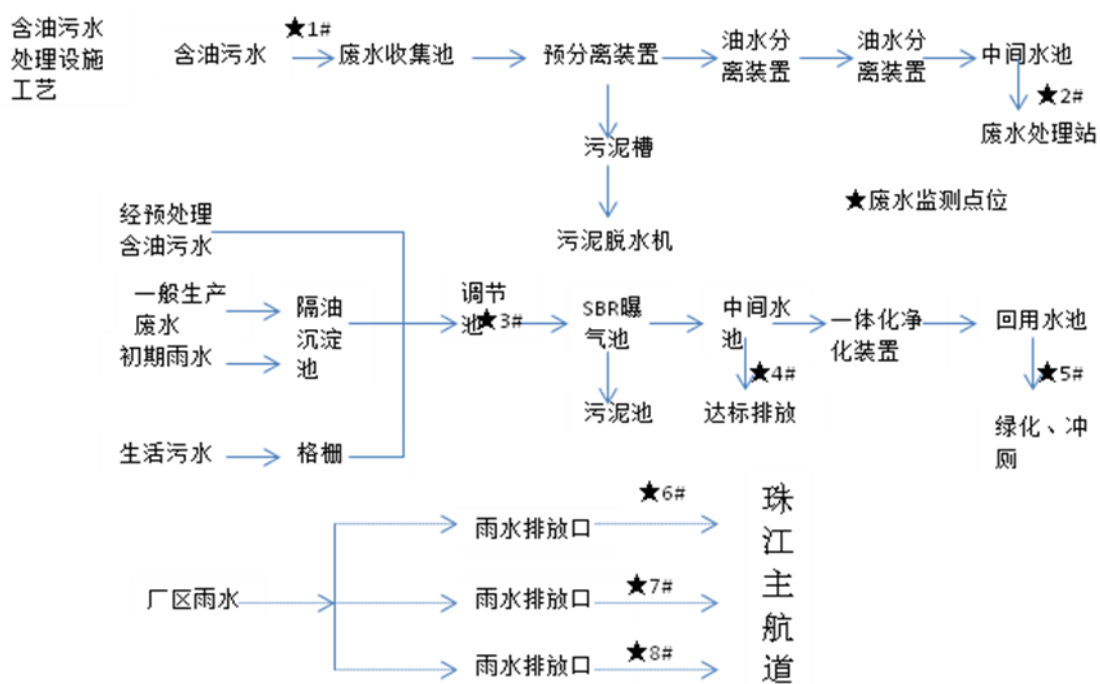 含油污水
处理设施
工艺
含油污水
★1#
废水收集池
预分离装置
油水分
离装置
油水分
离装置
中间水池
★2#
废水处理站
污泥槽
污泥脱水机
★废水监测点位
经预处理
含油污水
一般生产
废水
初期雨水
隔油
沉淀
池
生活污水
格栅
调节
池★3#
SBR曝
气池
污泥池
中间水
池
★4#
达标排放
一体化净
化装置
回用水池
★5#
绿化、冲
厕
厂区雨水
雨水排放口
★6#
雨水排放口
★7#
雨水排放口
★8#
珠
江
主
航
道